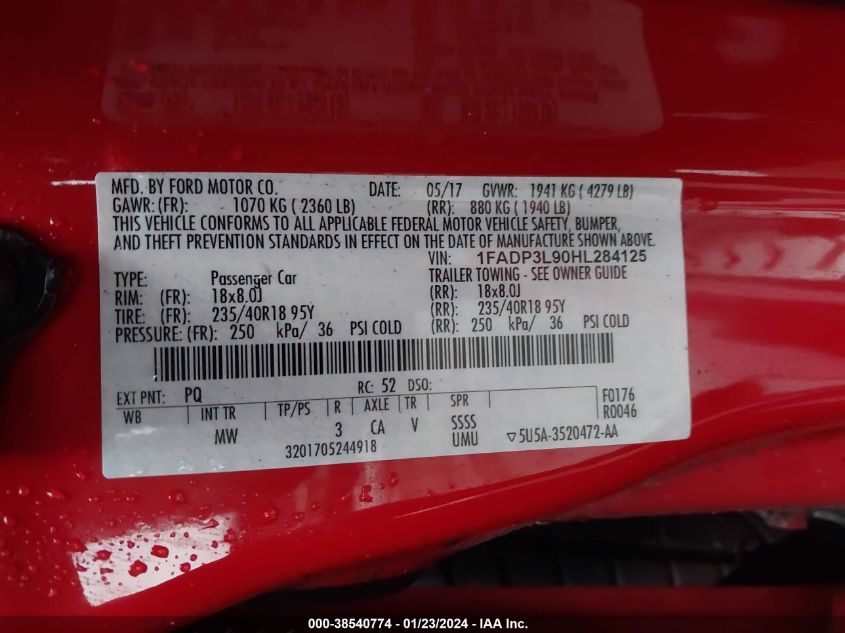 MFD. BY FORD MOTOR CO. DATE: 05/17 GVWR: 1941 KG ( 4279 LB)
GAWR: (FR): 1070 KG ( 2360 LB) (RR): 880 KG ( 1940 LB)
THIS VEHICLE CONFORMS TO ALL APPLICABLE FEDERAL MOTOR VEHICLE SAFETY, BUMPER,
AND THEFT PREVENTION STANDARDS IN EFFECT ON THE DATE OF MANUFACTURE SHOWN ABOVE.
VIN: 1FADP3L90HL284125
TYPE: Passenger Car TRAILER TOWING - SEE OWNER GUIDE
RIM: (FR): 18x8.0J (RR): 18x8.0J
TIRE: (FR): 235/40R18 95Y (RR): 235/40R18 95Y
PRESSURE: (FR): 250 kPa/ 36 PSI COLD (RR): 250 kPa/ 36 PSI COLD
EXT PNT: PQ RC: 52 DSO: F0176
WB INT TR TP/PS R AXLE TR SPR R0046
MW 3 CA V SSSS
3201705244918 UMU ▽5U5A-3520472-AA
000-38540774 - 01/23/2024 - IAA Inc.